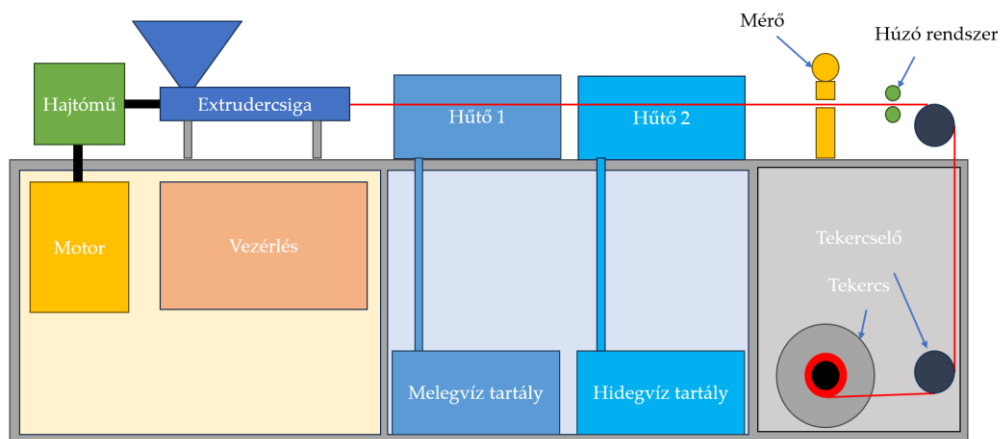 Mérő
Húzó rendszer
Hajtómű
Extrudercsiga
Hűtő 1
Hűtő 2
Motor
Vezérlés
Tekercselő
Tekercs
Melegvíz tartály
Hidegvíz tartály